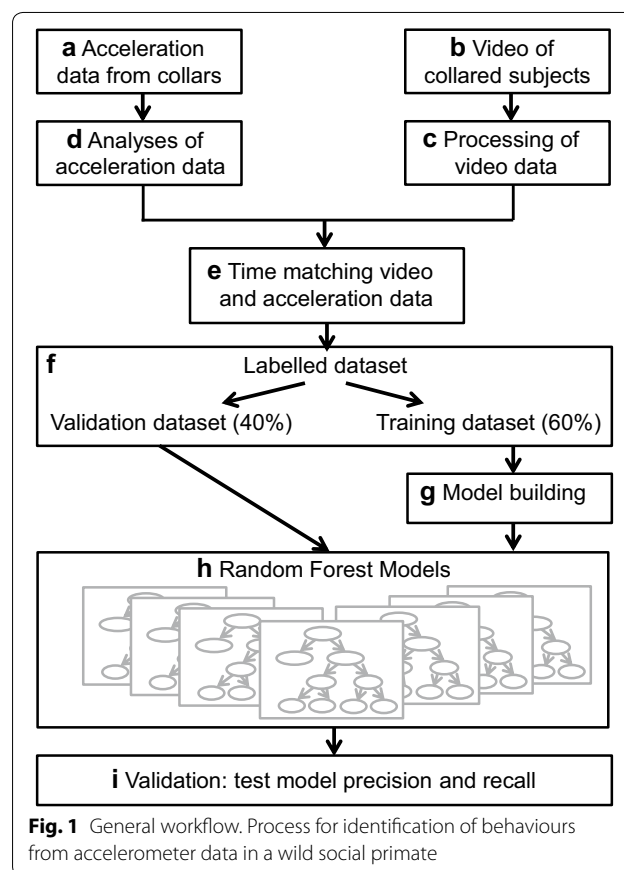 a Acceleration
data from collars
b Video of
collared subjects
d Analyses of
acceleration data
c Processing of
video data
e Time matching video
and acceleration data
f
Labelled dataset
Validation dataset (40%)
Training dataset (60%)
g Model building
h Random Forest Models
i Validation: test model precision and recall
Fig. 1 General workflow. Process for identification of behaviours
from accelerometer data in a wild social primate